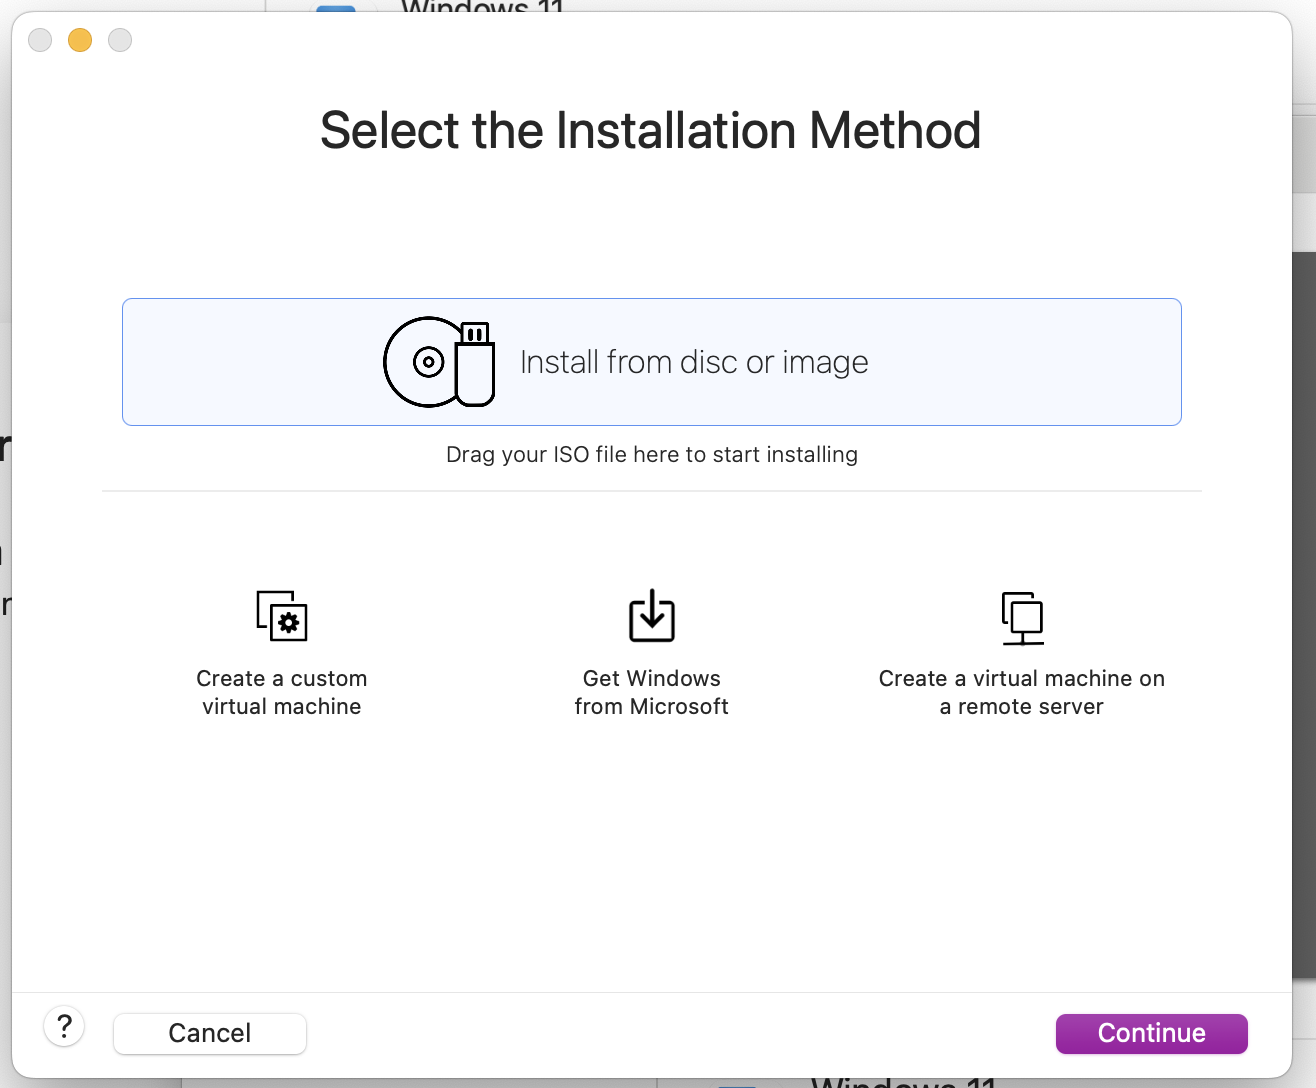 Windows 11
Select the Installation Method
Install from disc or image
Drag your ISO file here to start installing
Create a custom
virtual machine
Get Windows
from Microsoft
Create a virtual machine on
a remote server
?
Cancel
Continue
Windows 11